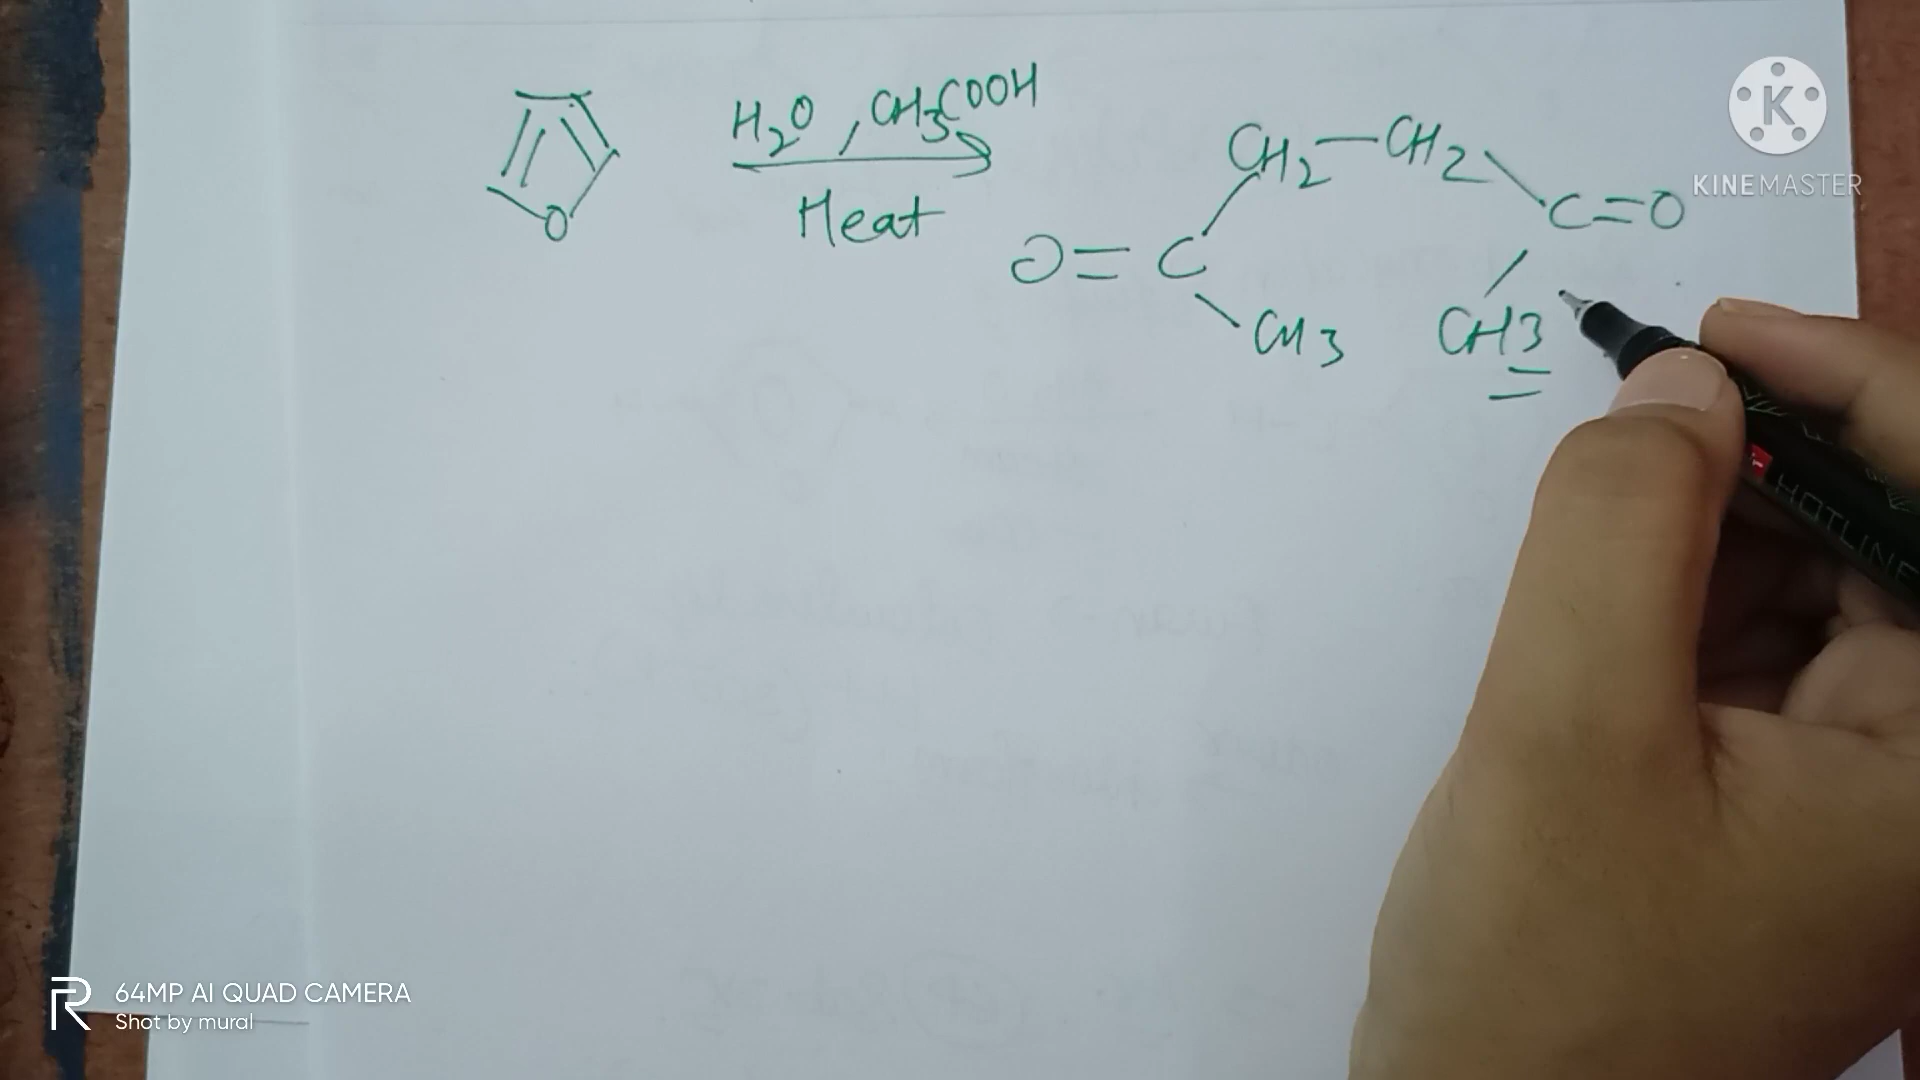 H2O, CH3COOH
Heat
O
CH2-CH2
C=O
O=C
CH3
CH3
KINEMASTER
K
HOTLINE
64MP AI QUAD CAMERA
Shot by mural